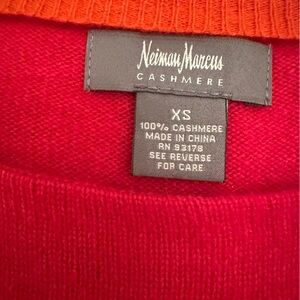 Neiman Marcus
CASHMERE
XS
100% CASHMERE
MADE IN CHINA
RN 93178
SEE REVERSE
FOR CARE